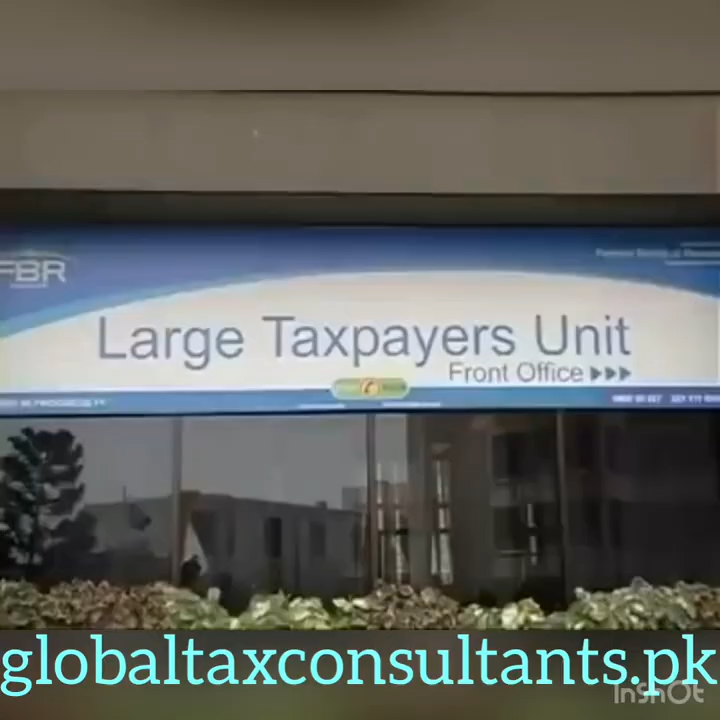 FBR
Large Taxpayers Unit
Front Office
globaltaxconsultants.pk
InShOt